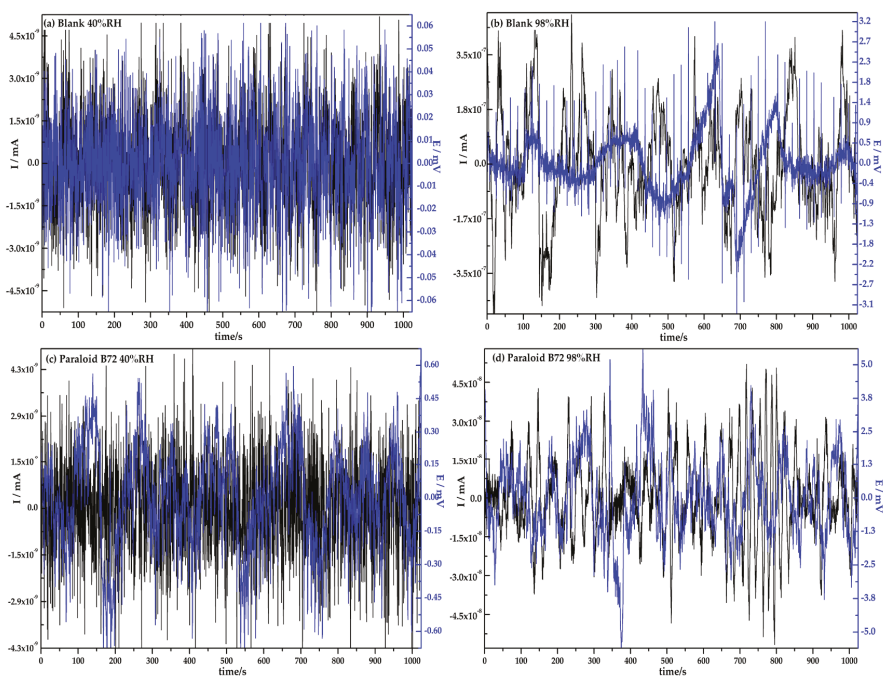 (a) Blank 40%RH
4.5x10⁻⁹
3.0x10⁻⁹
1.5x10⁻⁹
0.0
-1.5x10⁻⁹
-3.0x10⁻⁹
-4.5x10⁻⁹
I / mA
0 100 200 300 400 500 600 700 800 900 1000
time/s
0.06
0.05
0.04
0.03
0.02
0.01
0.00
-0.01
-0.02
-0.03
-0.04
-0.05
-0.06
E / mV
(b) Blank 98%RH
3.5x10⁻⁷
1.8x10⁻⁷
0.0
-1.7x10⁻⁷
-3.5x10⁻⁷
I / mA
0 100 200 300 400 500 600 700 800 900 1000
time/s
3.2
2.7
2.2
1.8
1.4
0.9
0.5
0.0
-0.4
-0.9
-1.3
-1.8
-2.2
-2.7
-3.1
E / mV
(c) Paraloid B72 40%RH
4.3x10⁻⁹
2.9x10⁻⁹
1.5x10⁻⁹
0.0
-1.5x10⁻⁹
-2.9x10⁻⁹
-4.3x10⁻⁹
I / mA
0 100 200 300 400 500 600 700 800 900 1000
time/s
0.60
0.45
0.30
0.15
0.00
-0.15
-0.30
-0.45
-0.60
E / mV
(d) Paraloid B72 98%RH
4.5x10⁻⁸
3.0x10⁻⁸
1.5x10⁻⁸
0.0
-1.5x10⁻⁸
-3.0x10⁻⁸
-4.5x10⁻⁸
I / mA
0 100 200 300 400 500 600 700 800 900 1000
time/s
5.0
3.8
2.5
1.3
0.0
-1.3
-2.5
-3.8
-5.0
E / mV